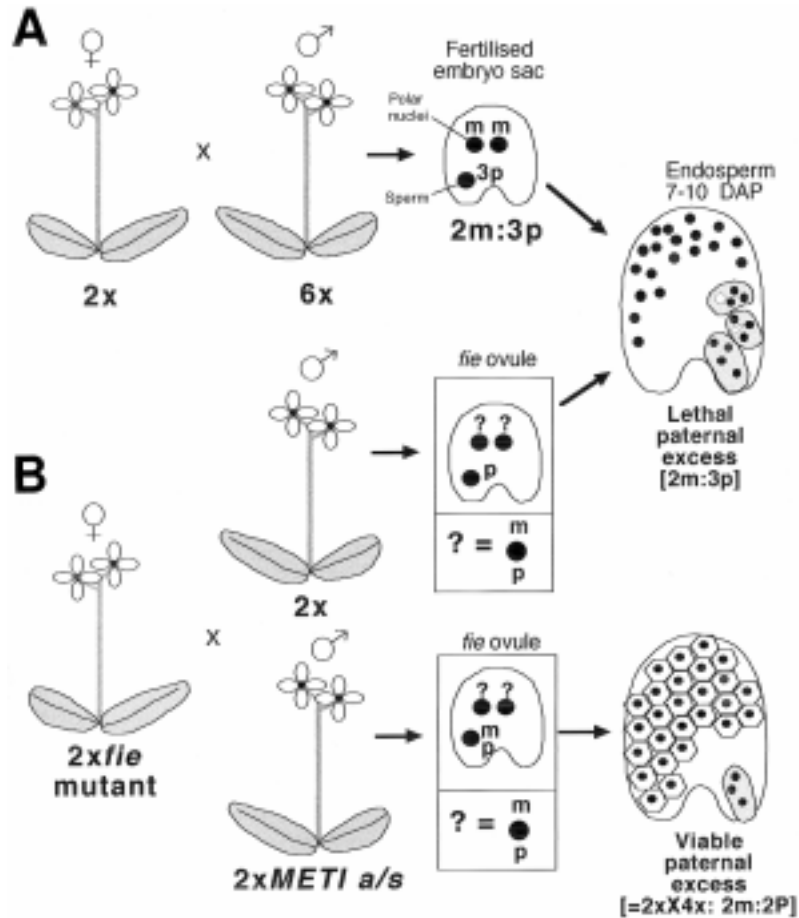 A
♀
♂
Fertilised
embryo sac
Polar
nuclei
m m
3p
Sperm
2m:3p
x
2x
6x
Endosperm
7-10 DAP
Lethal
paternal
excess
[2m:3p]
B
♀
♂
fie ovule
? ?
p
? = m
p
2x
x
2xfie
mutant
♂
fie ovule
? ?
m
p
? = m
p
2xMETI a/s
Viable
paternal
excess
[=2xX4x: 2m:2P]